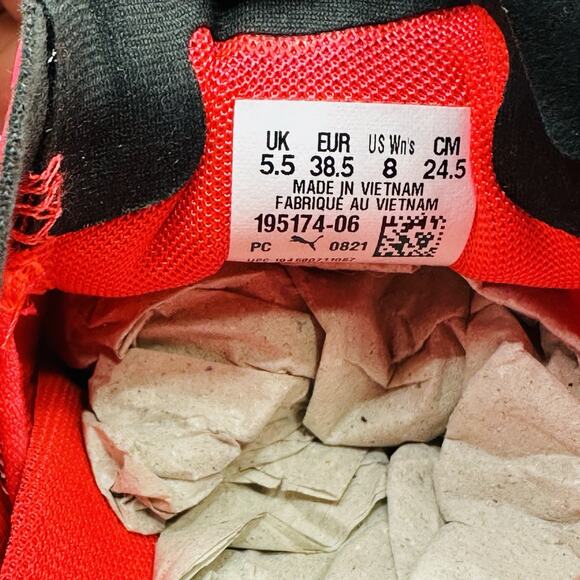 UK EUR US Wn's CM
5.5 38.5 8 24.5
MADE IN VIETNAM
FABRIQUÉ AU VIETNAM
195174-06
PC 0821